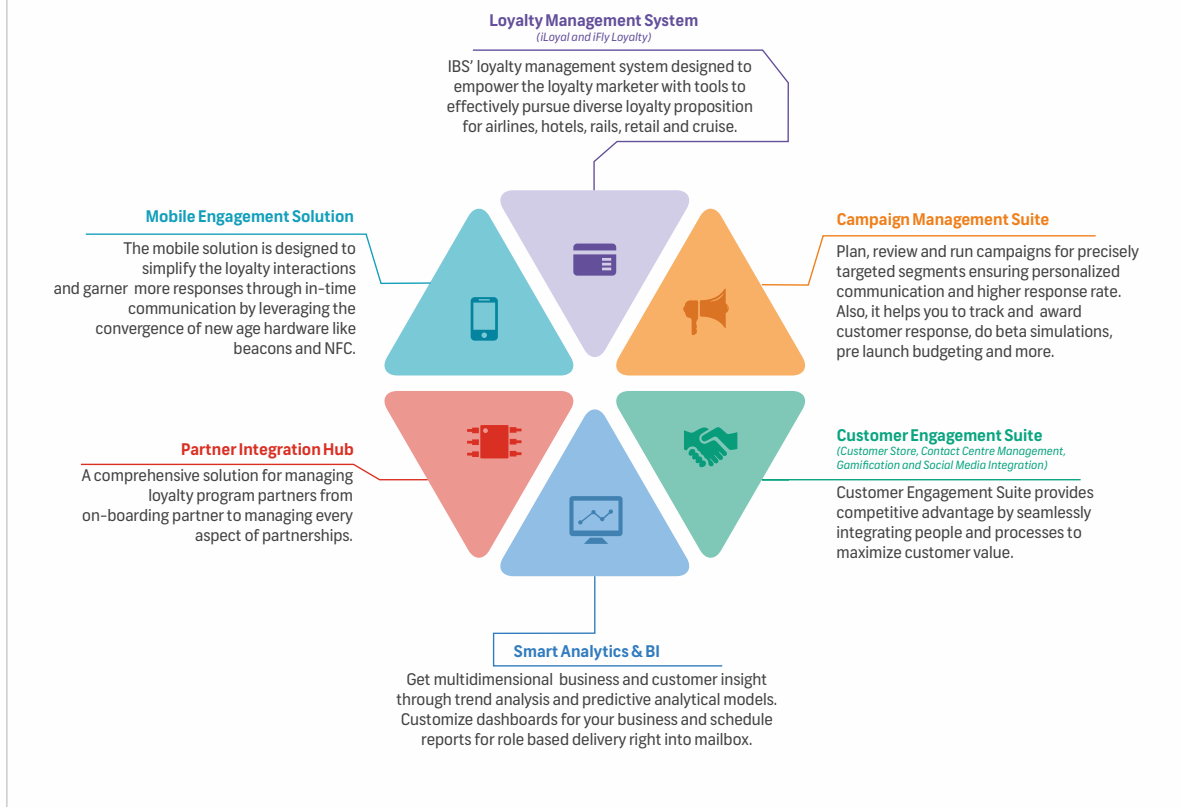 Loyalty Management System
(iLoyal and iFly Loyalty)
IBS' loyalty management system designed to
empower the loyalty marketer with tools to
effectively pursue diverse loyalty proposition
for airlines, hotels, rails, retail and cruise.
Mobile Engagement Solution
The mobile solution is designed to
simplify the loyalty interactions
and garner more responses through in-time
communication by leveraging the
convergence of new age hardware like
beacons and NFC.
Campaign Management Suite
Plan, review and run campaigns for precisely
targeted segments ensuring personalized
communication and higher response rate.
Also, it helps you to track and award
customer response, do beta simulations,
pre launch budgeting and more.
Partner Integration Hub
A comprehensive solution for managing
loyalty program partners from
on-boarding partner to managing every
aspect of partnerships.
Customer Engagement Suite
(Customer Store, Contact Centre Management,
Gamification and Social Media Integration)
Customer Engagement Suite provides
competitive advantage by seamlessly
integrating people and processes to
maximize customer value.
Smart Analytics & BI
Get multidimensional business and customer insight
through trend analysis and predictive analytical models.
Customize dashboards for your business and schedule
reports for role based delivery right into mailbox.